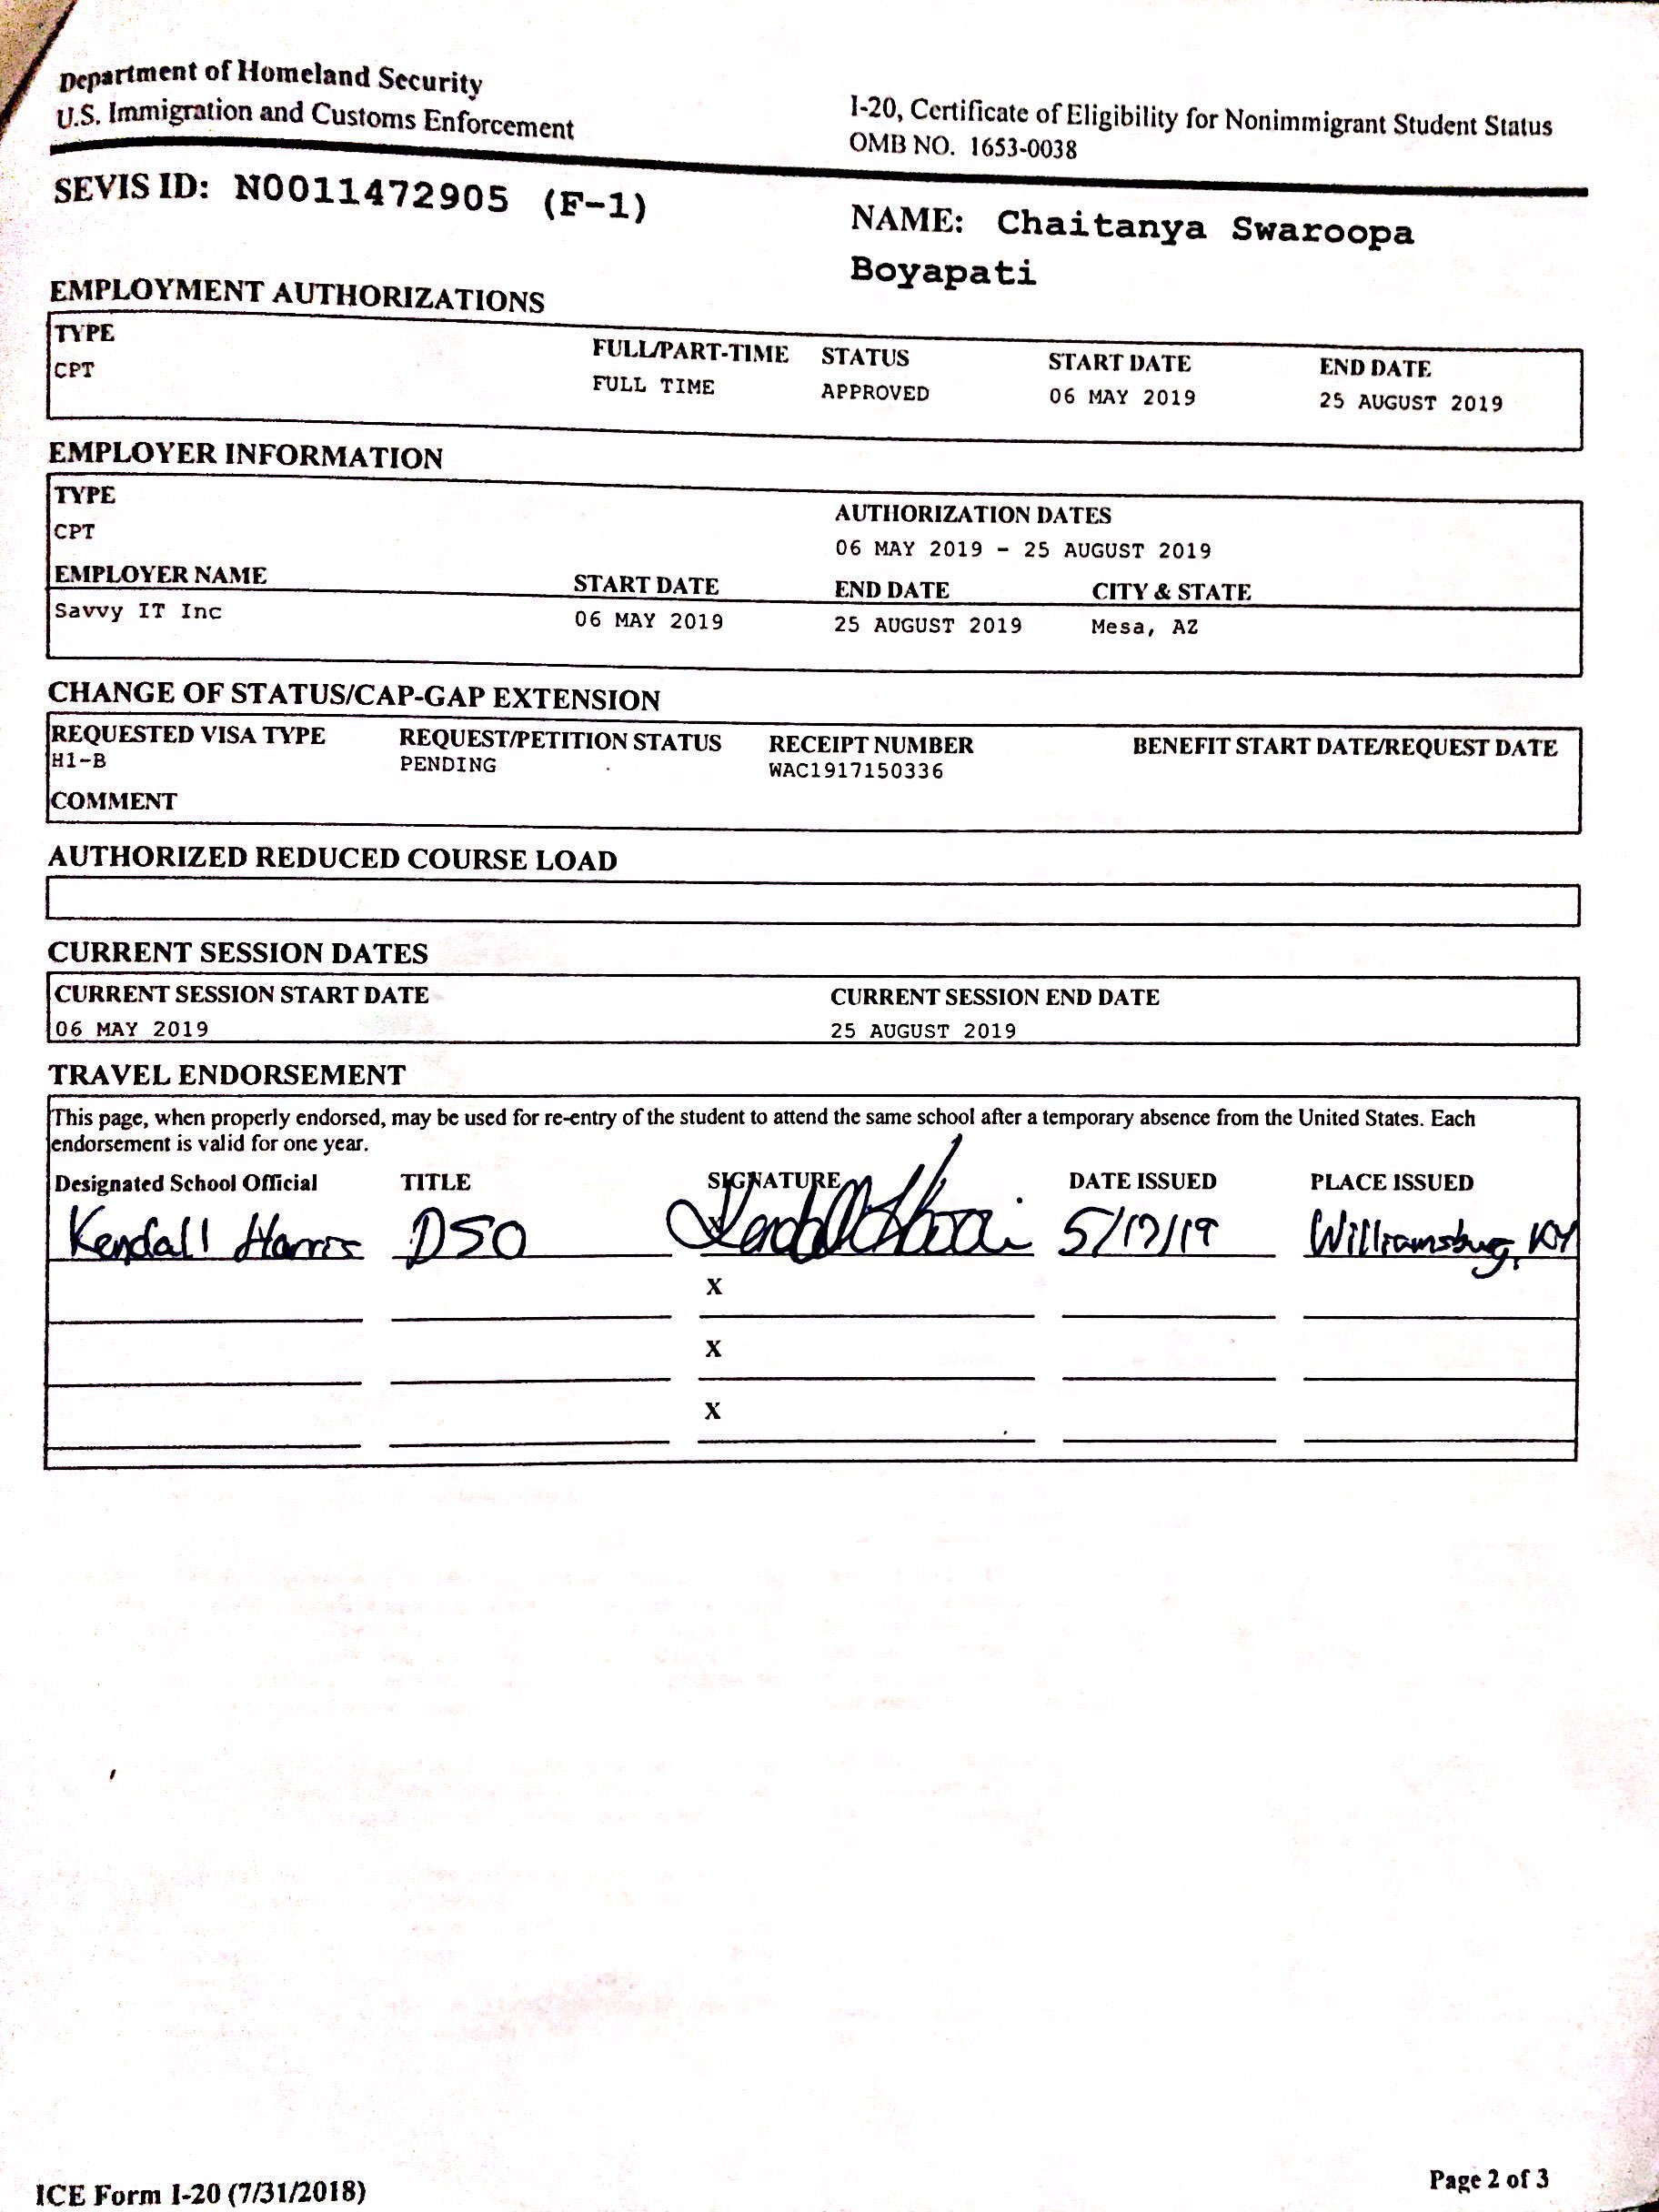 Department of Homeland Security
U.S. Immigration and Customs Enforcement
I-20, Certificate of Eligibility for Nonimmigrant Student Status
OMB NO. 1653-0038
SEVIS ID: N0011472905 (F-1)
NAME: Chaitanya Swaroopa
Boyapati
EMPLOYMENT AUTHORIZATIONS
TYPE FULL/PART-TIME STATUS START DATE END DATE
CPT FULL TIME APPROVED 06 MAY 2019 25 AUGUST 2019
EMPLOYER INFORMATION
TYPE AUTHORIZATION DATES
CPT 06 MAY 2019 - 25 AUGUST 2019
EMPLOYER NAME START DATE END DATE CITY & STATE
Savvy IT Inc 06 MAY 2019 25 AUGUST 2019 Mesa, AZ
CHANGE OF STATUS/CAP-GAP EXTENSION
REQUESTED VISA TYPE REQUEST/PETITION STATUS RECEIPT NUMBER BENEFIT START DATE/REQUEST DATE
H1-B PENDING WAC1917150336
COMMENT
AUTHORIZED REDUCED COURSE LOAD
CURRENT SESSION DATES
CURRENT SESSION START DATE CURRENT SESSION END DATE
06 MAY 2019 25 AUGUST 2019
TRAVEL ENDORSEMENT
This page, when properly endorsed, may be used for re-entry of the student to attend the same school after a temporary absence from the United States. Each
endorsement is valid for one year.
Designated School Official TITLE SIGNATURE DATE ISSUED PLACE ISSUED
Kendall Harris DSO X Kendall Harris 5/17/19 Williamsburg, KY
X
X
X
ICE Form I-20 (7/31/2018)
Page 2 of 3